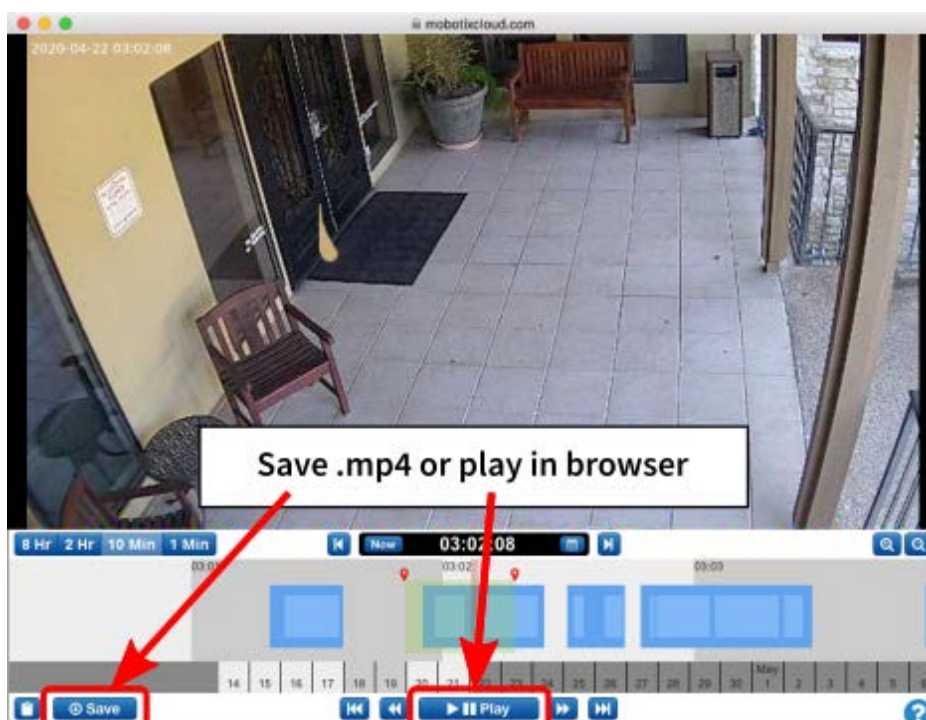 mobotixcloud.com
2020-04-22 03:02:08
Save .mp4 or play in browser
8 Hr 2 Hr 10 Min 1 Min Now 03:02:08
03:02 03:03
May
14 15 16 17 18 19 20 21 22 23 24 25 26 27 28 29 30 1 2 3 4 5
Save Play ?